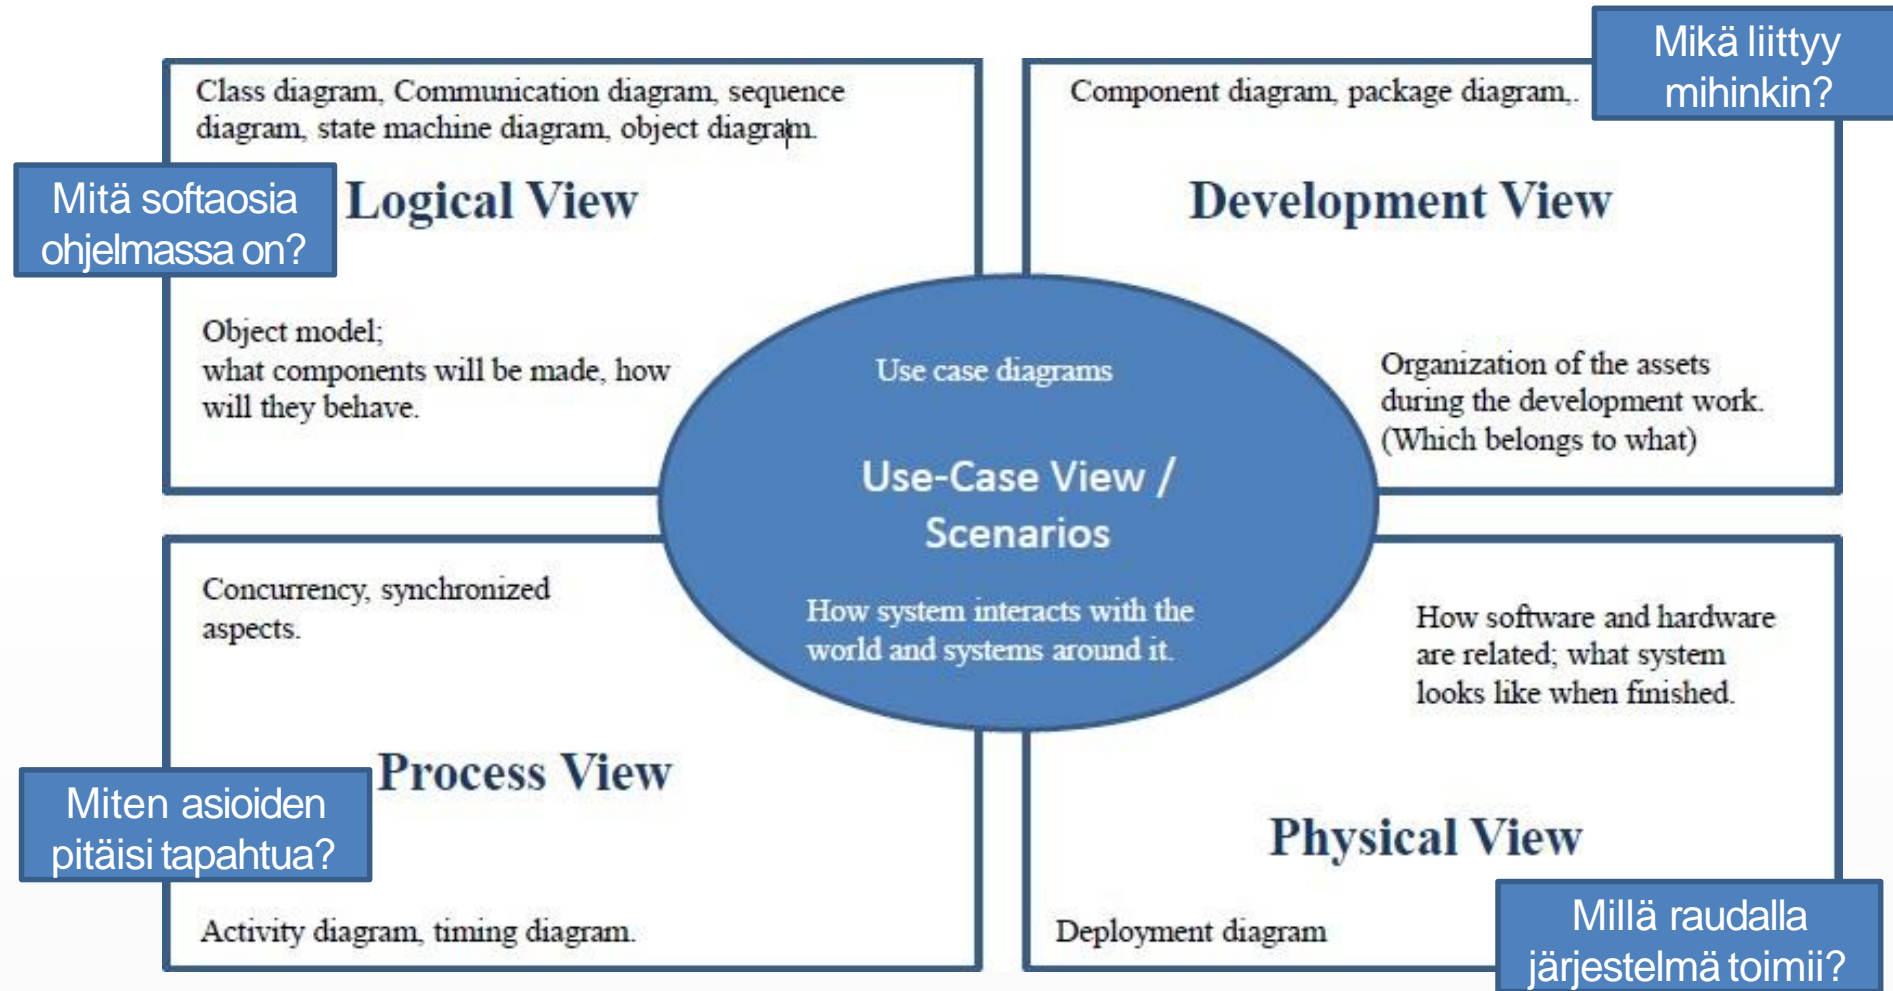 Class diagram, Communication diagram, sequence
diagram, state machine diagram, object diagram.
Mitä softaosia
ohjelmassa on?
Logical View
Object model;
what components will be made, how
will they behave.
Mikä liittyy
mihinkin?
Component diagram, package diagram,.
Development View
Organization of the assets
during the development work.
(Which belongs to what)
Use case diagrams
Use-Case View /
Scenarios
How system interacts with the
world and systems around it.
Concurrency, synchronized
aspects.
Process View
Miten asioiden
pitäisi tapahtua?
Activity diagram, timing diagram.
How software and hardware
are related; what system
looks like when finished.
Physical View
Deployment diagram
Millä raudalla
järjestelmä toimii?